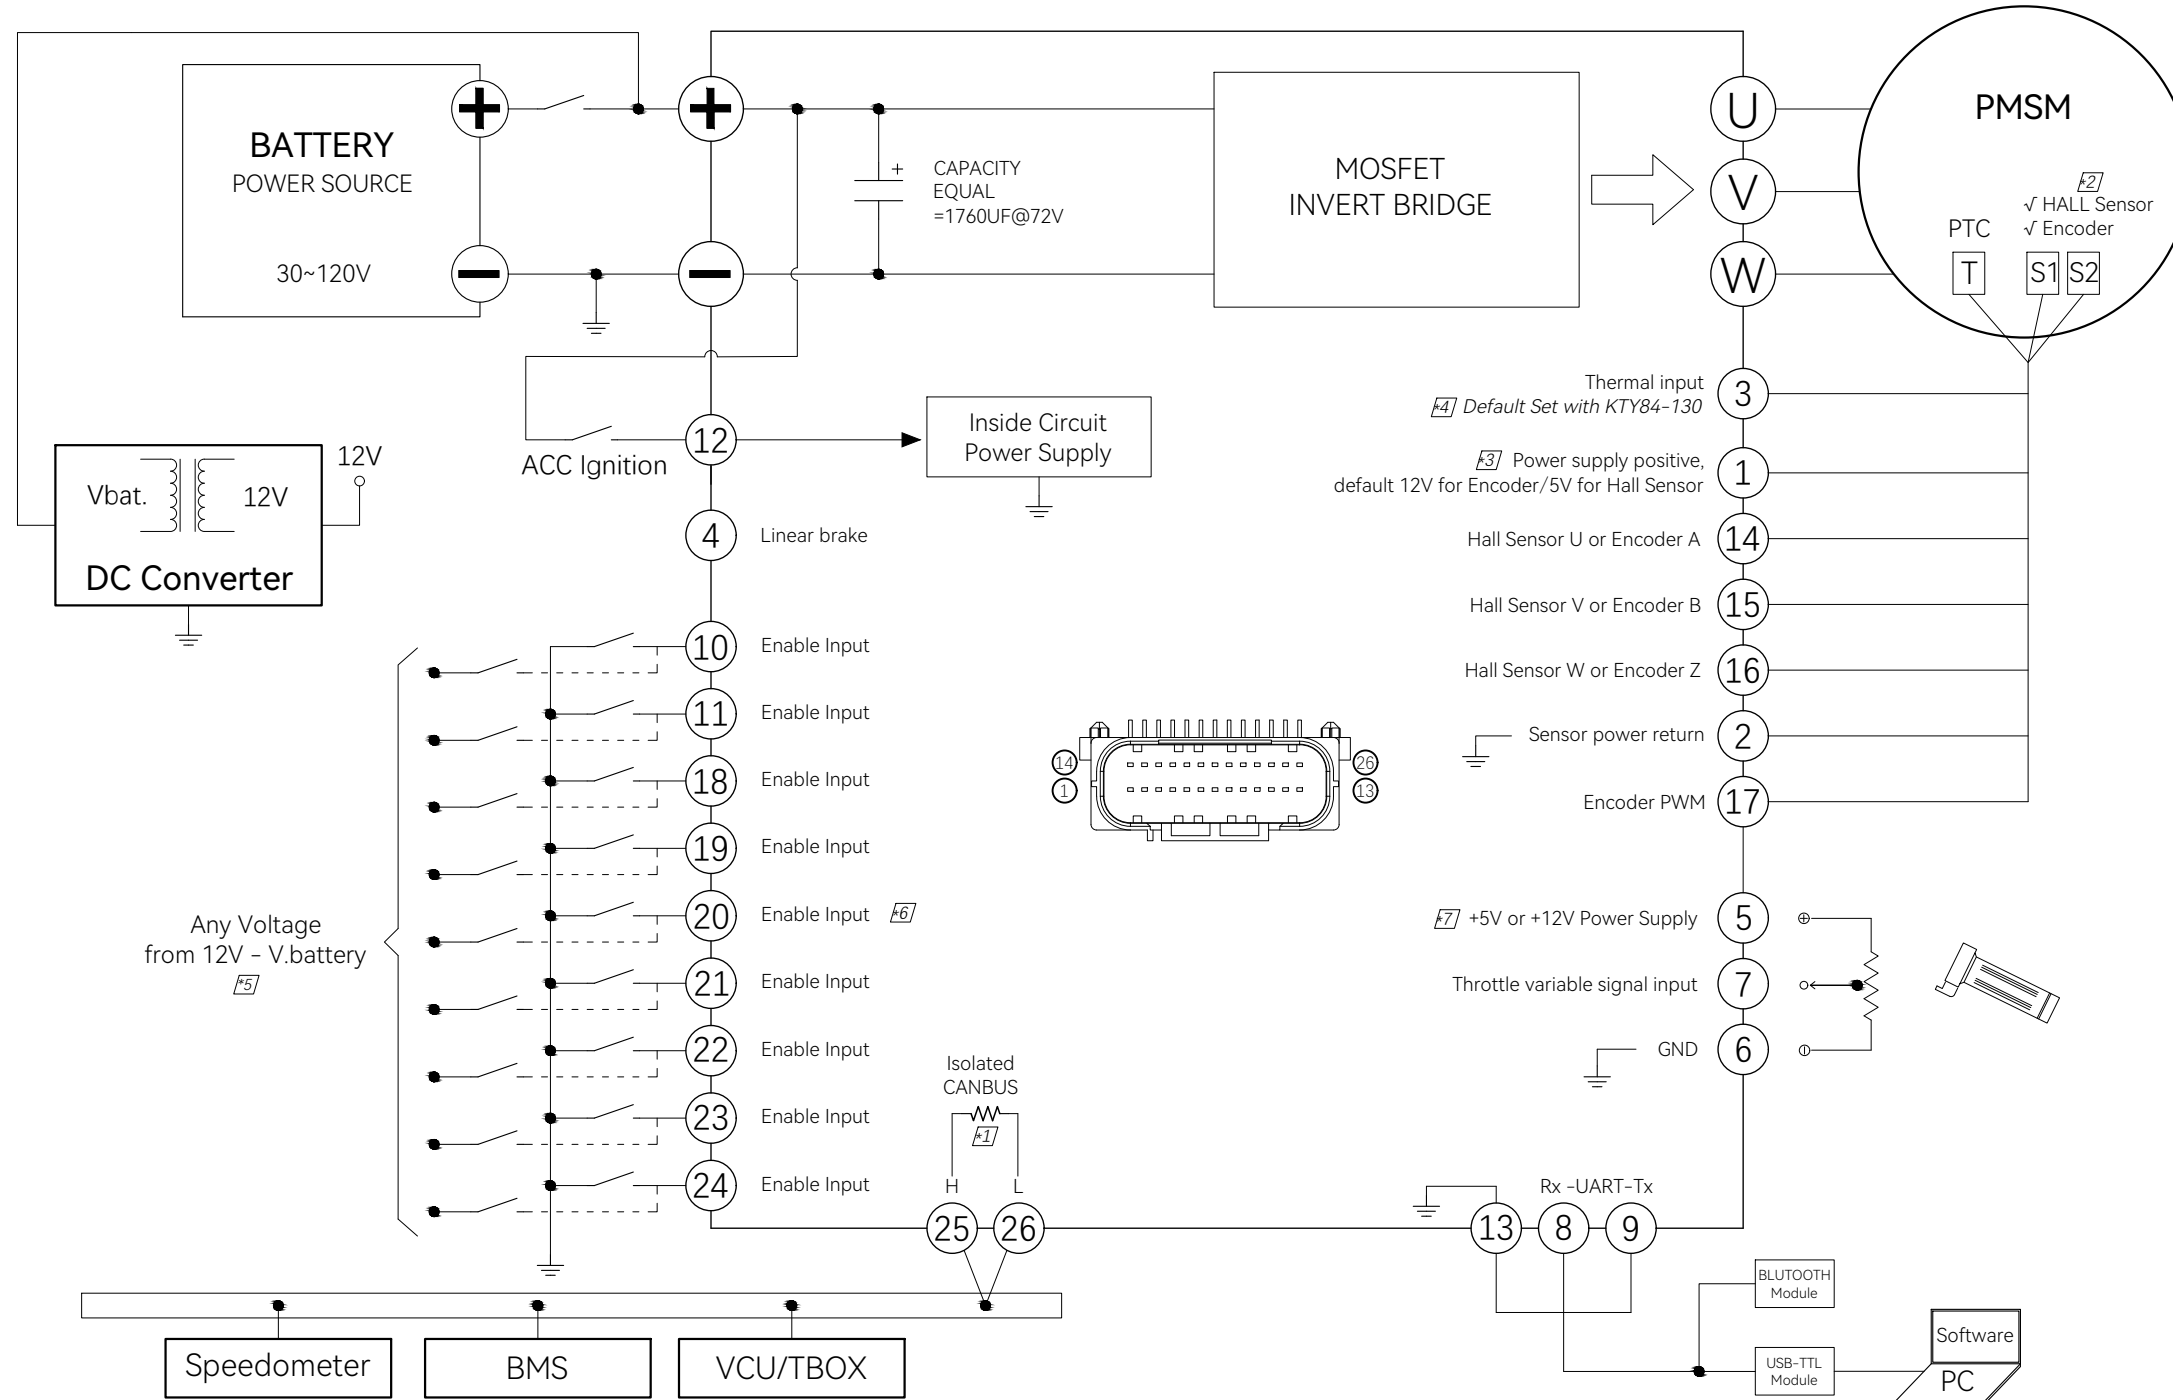 BATTERY
POWER SOURCE
30~120V
CAPACITY
EQUAL
=1760UF@72V
MOSFET
INVERT BRIDGE
U
V
W
PMSM
*2
√ HALL Sensor
√ Encoder
PTC
T
S1
S2
Vbat.
12V
12V
DC Converter
ACC Ignition
12
Inside Circuit
Power Supply
4
Linear brake
10
Enable Input
11
Enable Input
18
Enable Input
19
Enable Input
20
Enable Input *6
21
Enable Input
22
Enable Input
23
Enable Input
24
Enable Input
Any Voltage
from 12V - V.battery
*5
14
1
26
13
Thermal input
*4 Default Set with KTY84-130
3
*3 Power supply positive,
default 12V for Encoder/5V for Hall Sensor
1
Hall Sensor U or Encoder A
14
Hall Sensor V or Encoder B
15
Hall Sensor W or Encoder Z
16
Sensor power return
2
Encoder PWM
17
*7 +5V or +12V Power Supply
5
Throttle variable signal input
7
GND
6
Isolated
CANBUS
*1
H
L
25
26
Rx -UART-Tx
13
8
9
Speedometer
BMS
VCU/TBOX
BLUTOOTH
Module
USB-TTL
Module
Software
PC